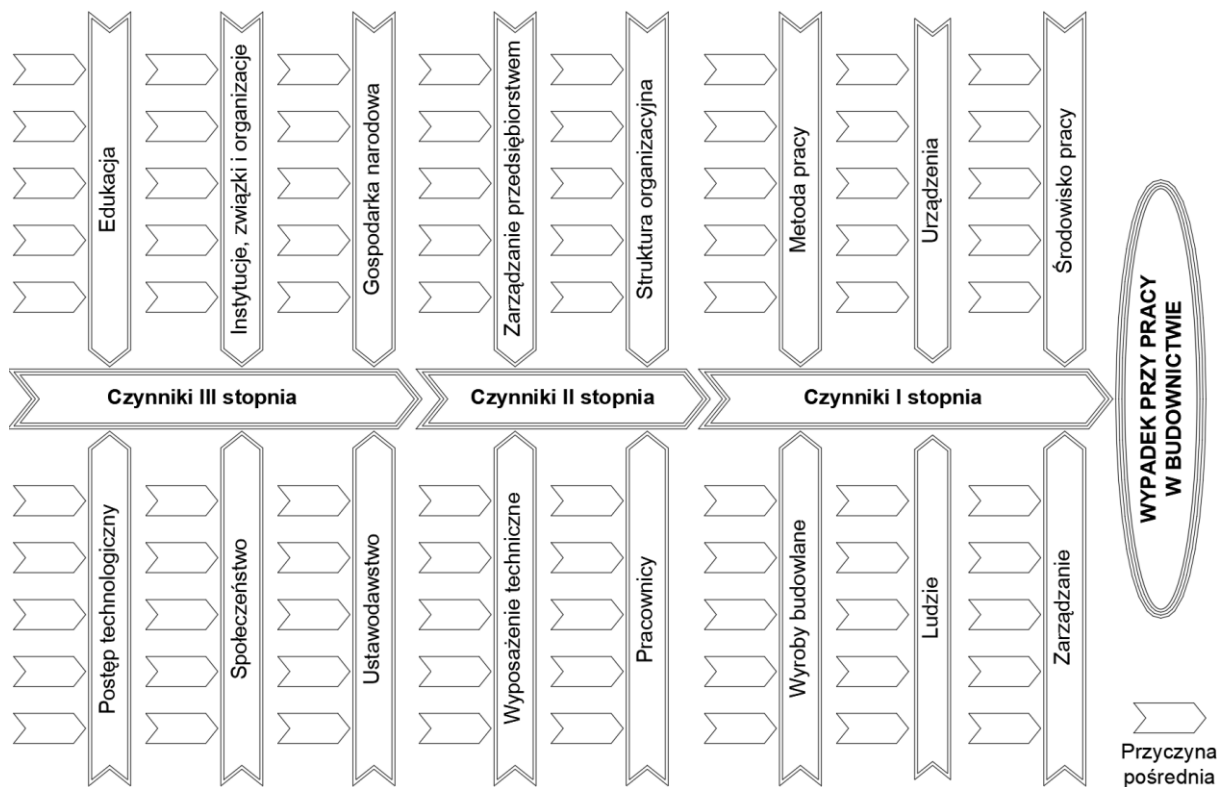 Edukacja
Instytucje, związki i organizacje
Gospodarka narodowa
Zarządzanie przedsiębiorstwem
Struktura organizacyjna
Metoda pracy
Urządzenia
Środowisko pracy
Czynniki III stopnia
Czynniki II stopnia
Czynniki I stopnia
WYPADEK PRZY PRACY
W BUDOWNICTWIE
Postęp technologiczny
Społeczeństwo
Ustawodawstwo
Wyposażenie techniczne
Pracownicy
Wyroby budowlane
Ludzie
Zarządzanie
Przyczyna
pośrednia